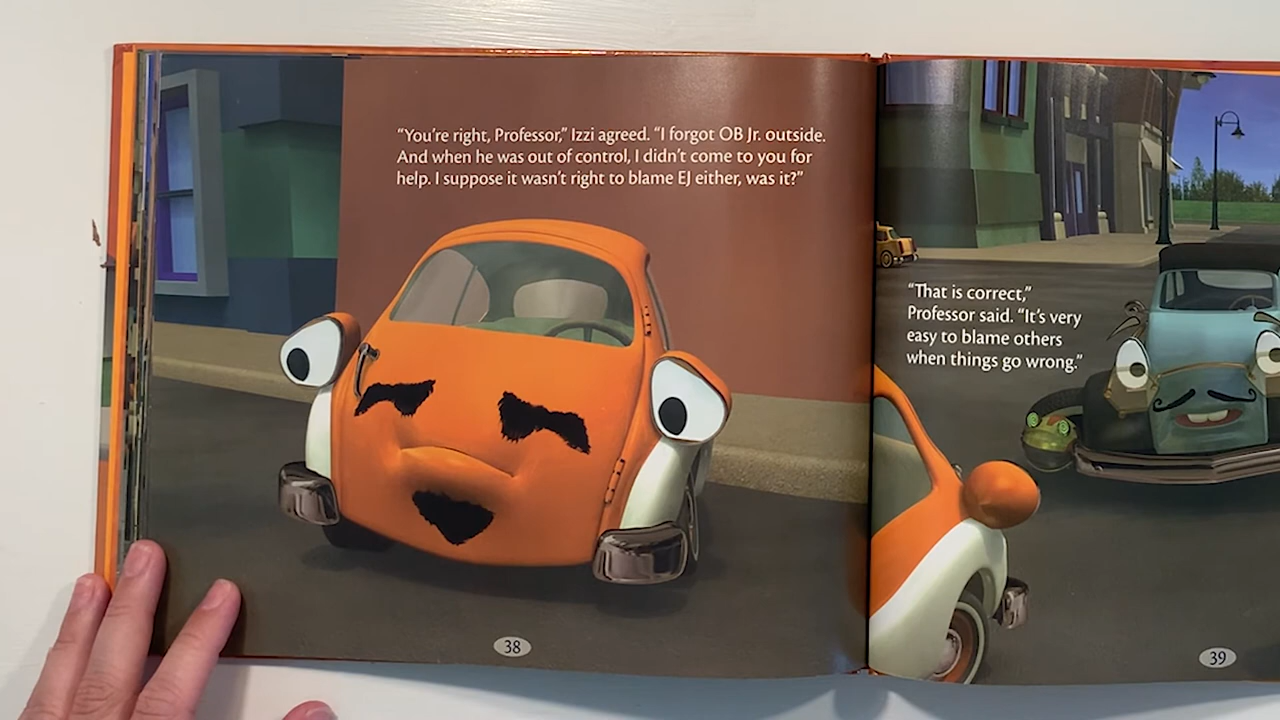 “You’re right, Professor,” Izzi agreed. “I forgot OB Jr. outside.
And when he was out of control, I didn’t come to you for
help. I suppose it wasn’t right to blame EJ either, was it?”
38
“That is correct,”
Professor said. “It’s very
easy to blame others
when things go wrong.”
39